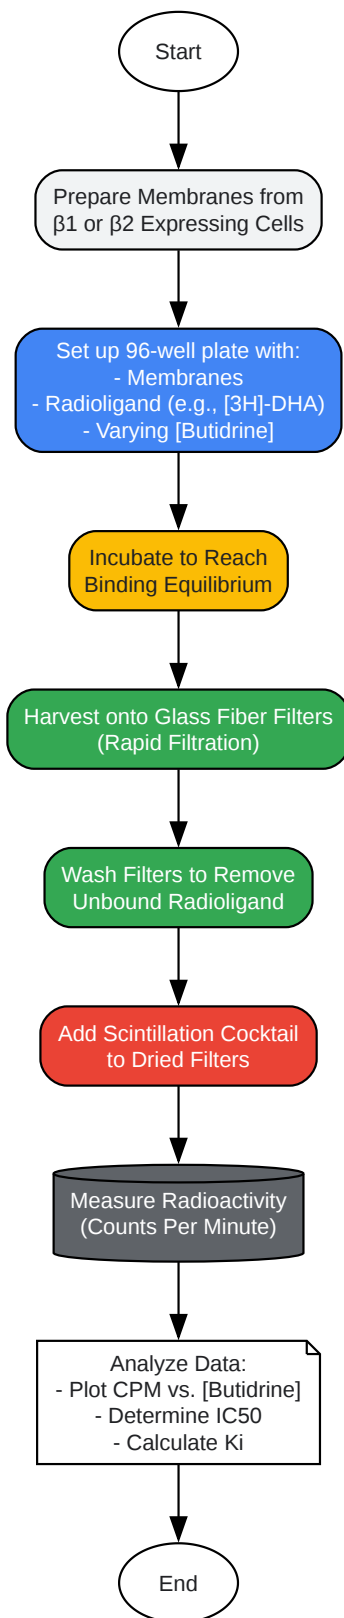 Start
Prepare Membranes from
β1 or β2 Expressing Cells
Set up 96-well plate with:
- Membranes
- Radioligand (e.g., [3H]-DHA)
- Varying [Butidrine]
Incubate to Reach
Binding Equilibrium
Harvest onto Glass Fiber Filters
(Rapid Filtration)
Wash Filters to Remove
Unbound Radioligand
Add Scintillation Cocktail
to Dried Filters
Measure Radioactivity
(Counts Per Minute)
Analyze Data:
- Plot CPM vs. [Butidrine]
- Determine IC50
- Calculate Ki
End